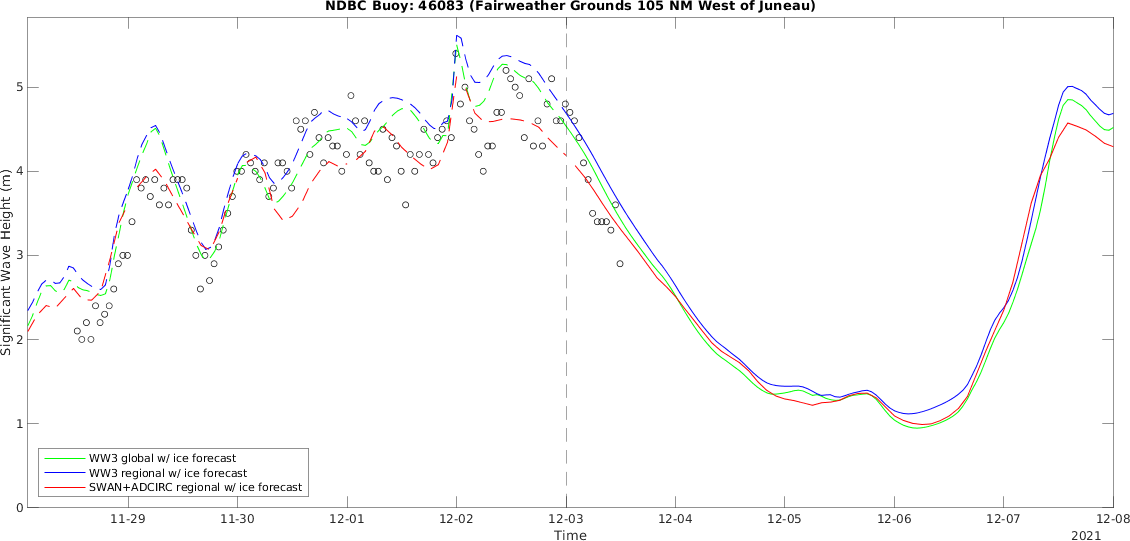 NDBC Buoy: 46083 (Fairweather Grounds 105 NM West of Juneau)
Significant Wave Height (m)
5
4
3
2
1
0
WW3 global w/ ice forecast
WW3 regional w/ ice forecast
SWAN+ADCIRC regional w/ ice forecast
11-29 11-30 12-01 12-02 12-03 12-04 12-05 12-06 12-07 12-08
Time
2021